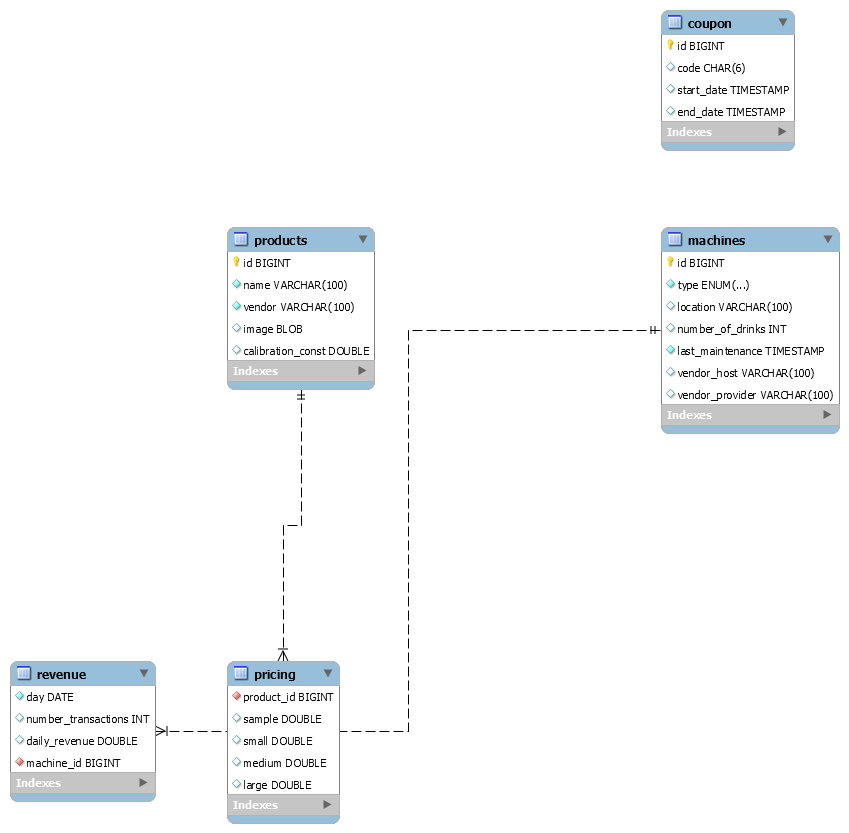 coupon
id BIGINT
code CHAR(6)
start_date TIMESTAMP
end_date TIMESTAMP
Indexes
products
id BIGINT
name VARCHAR(100)
vendor VARCHAR(100)
image BLOB
calibration_const DOUBLE
Indexes
machines
id BIGINT
type ENUM(...)
location VARCHAR(100)
number_of_drinks INT
last_maintenance TIMESTAMP
vendor_host VARCHAR(100)
vendor_provider VARCHAR(100)
Indexes
revenue
day DATE
number_transactions INT
daily_revenue DOUBLE
machine_id BIGINT
Indexes
pricing
product_id BIGINT
sample DOUBLE
small DOUBLE
medium DOUBLE
large DOUBLE
Indexes